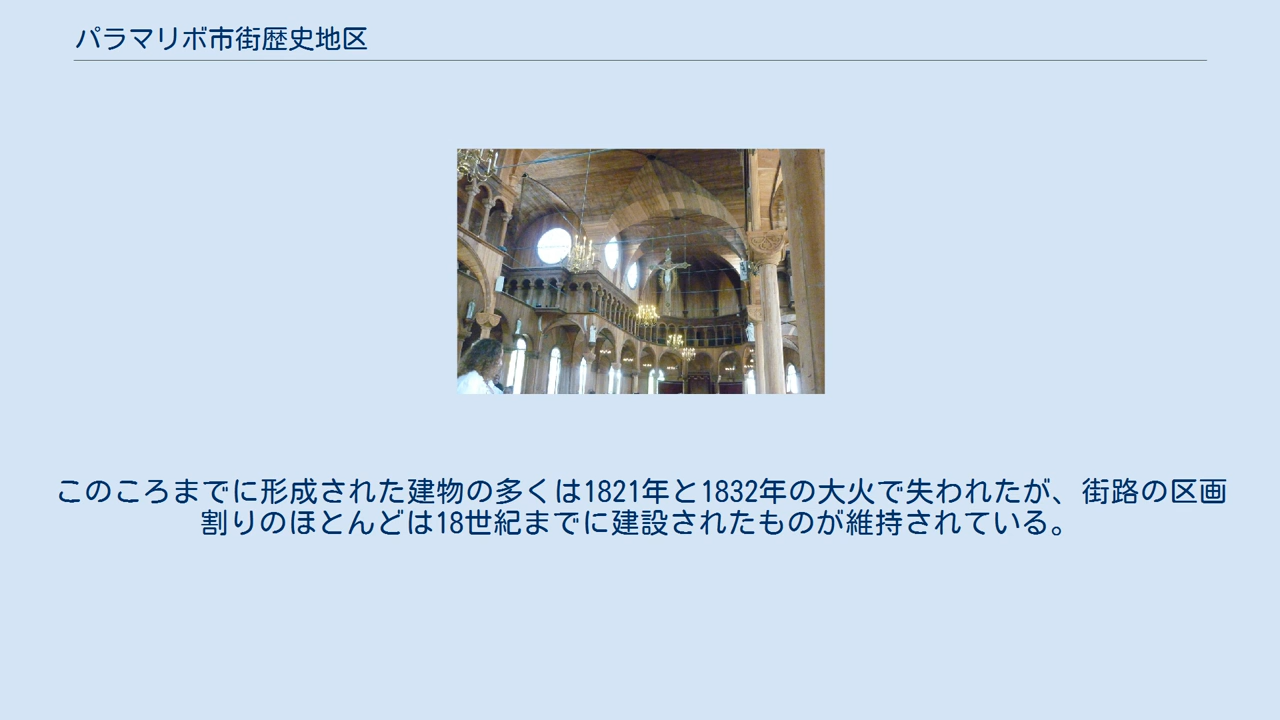 パラマリボ市街歴史地区
このころまでに形成された建物の多くは1821年と1832年の大火で失われたが、街路の区画
割りのほとんどは18世紀までに建設されたものが維持されている。